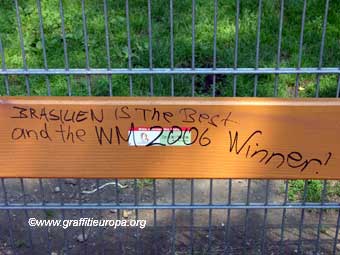 BRASILIEN is The Best
and the WM 2006 Winner!
©www.graffitieuropa.org